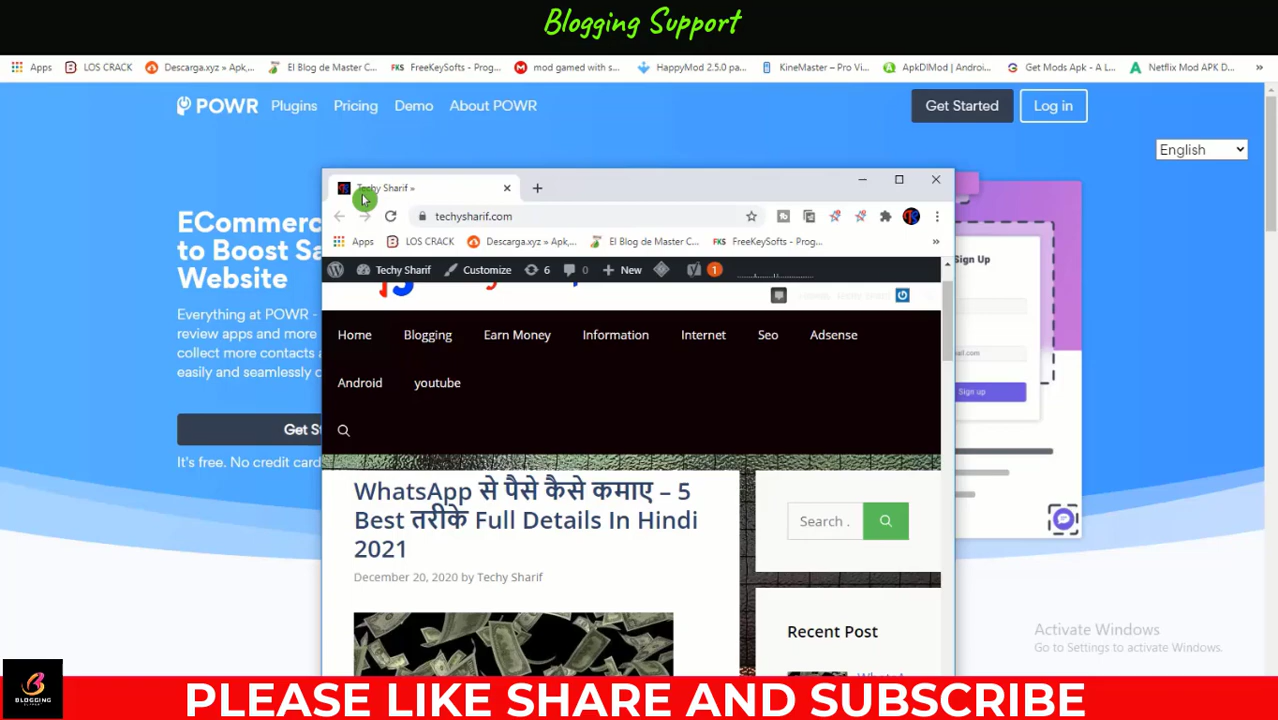 Blogging Support
Apps LOS CRACK Descarga.xyz » Apk,... El Blog de Master C... FreeKeySofts - Prog... mod gamed with s... HappyMod 2.5.0 pa... KineMaster – Pro Vi... ApkDlMod | Androi... Get Mods Apk - A L... Netflix Mod APK D... »
POWR Plugins Pricing Demo About POWR Get Started Log in
English
Techy Sharif »
techysharif.com
Apps LOS CRACK Descarga.xyz » Apk,... El Blog de Master C... FreeKeySofts - Prog... »
Techy Sharif Customize 6 0 New 1
Home Blogging Earn Money Information Internet Seo Adsense
Android youtube
WhatsApp से पैसे कैसे कमाए – 5
Best तरीके Full Details In Hindi
2021
December 20, 2020 by Techy Sharif
Search .
Recent Post
ECommerc
to Boost Sa
Website
Everything at POWR -
review apps and more
collect more contacts a
easily and seamlessly c
Get St
It's free. No credit card
Sign Up
Sign up
Activate Windows
Go to Settings to activate Windows.
BLOGGING
PLEASE LIKE SHARE AND SUBSCRIBE